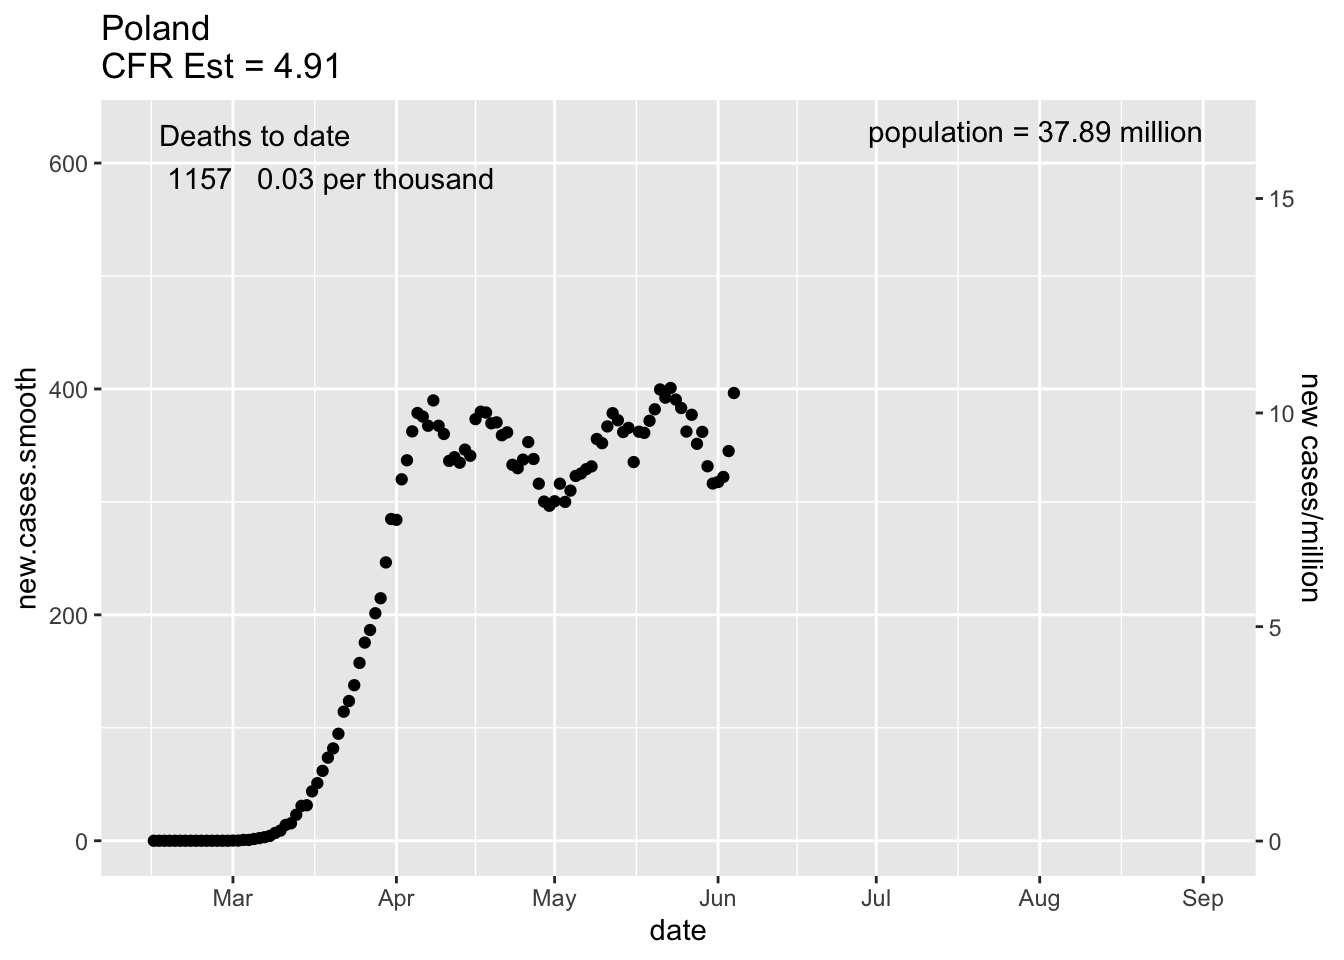 Poland
CFR Est = 4.91
Deaths to date
1157   0.03 per thousand
population = 37.89 million
600
400
200
0
new.cases.smooth
15
10
5
0
new cases/million
Mar Apr May Jun Jul Aug Sep
date